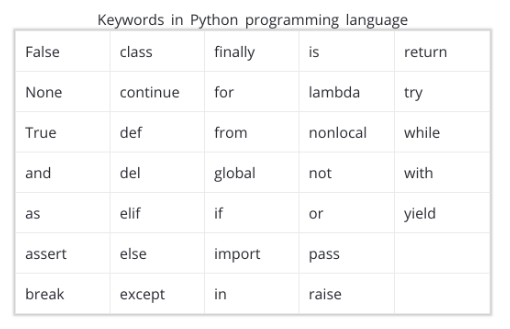 Keywords in Python programming language
False class finally is return
None continue for lambda try
True def from nonlocal while
and del global not with
as elif if or yield
assert else import pass
break except in raise